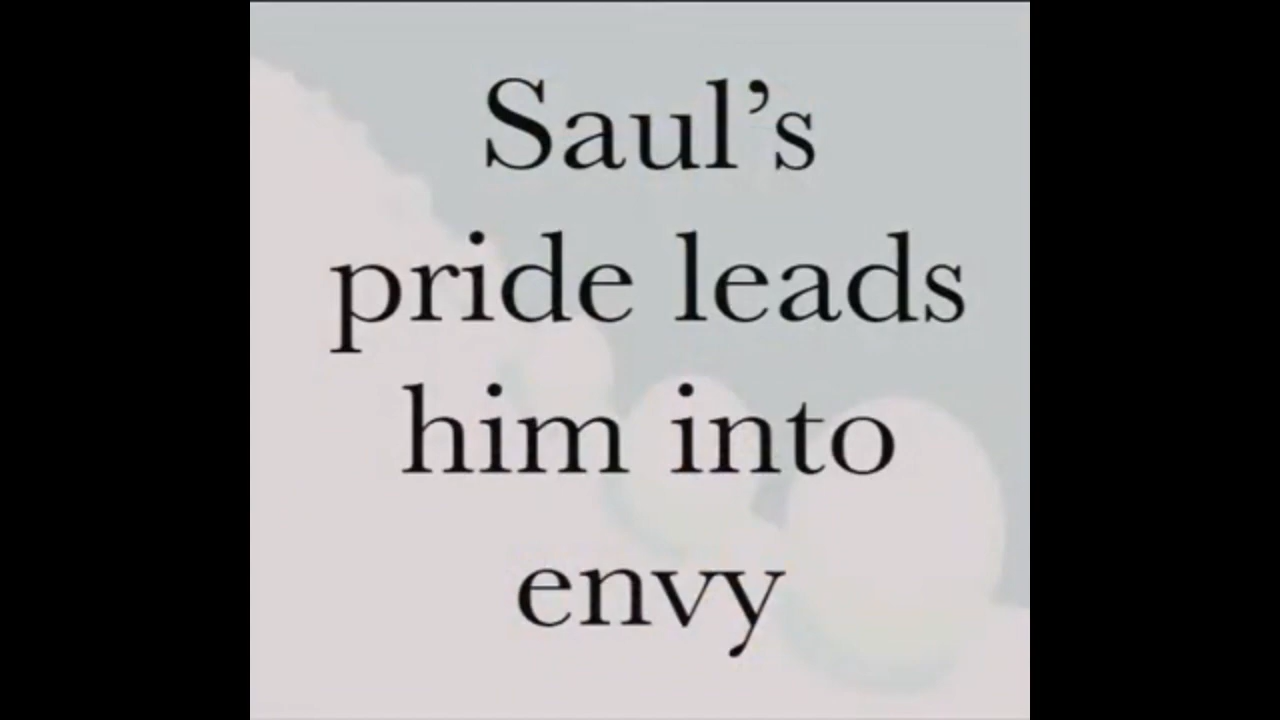 Saul’s
pride leads
him into
envy